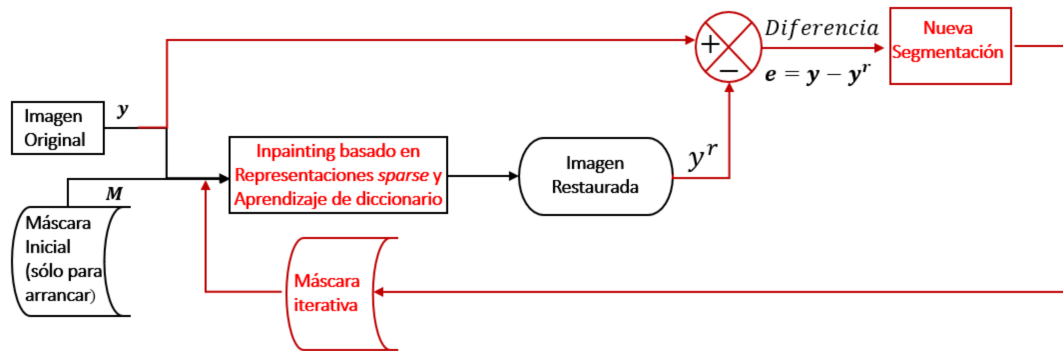 Imagen
Original
y
M
Máscara
Inicial
(sólo para
arrancar)
Inpainting basado en
Representaciones sparse y
Aprendizaje de diccionario
Imagen
Restaurada
y^r
+
−
Diferencia
e = y − y^r
Nueva
Segmentación
Máscara
iterativa